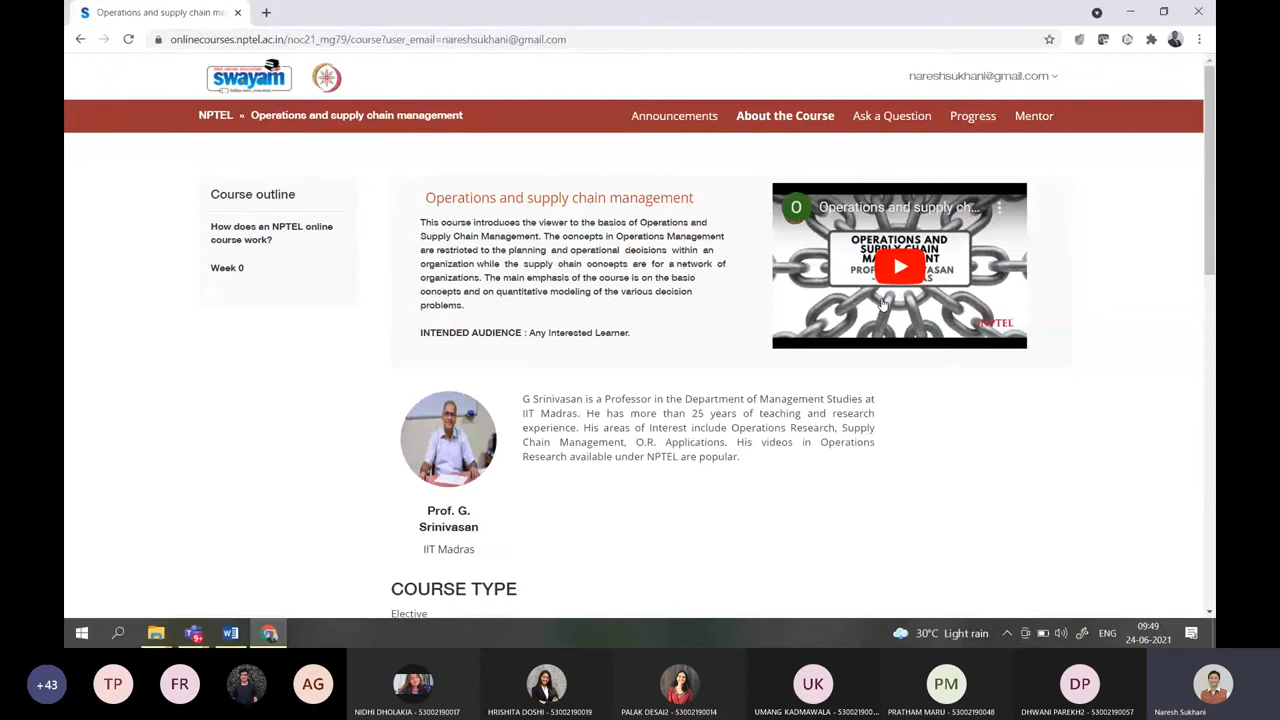 Operations and supply chain ma
onlinecourses.nptel.ac.in/noc21_mg79/course?user_email=nareshsukhani@gmail.com
swayam
nareshsukhani@gmail.com
NPTEL » Operations and supply chain management
Announcements About the Course Ask a Question Progress Mentor
Course outline
How does an NPTEL online
course work?
Week 0
Operations and supply chain management
This course introduces the viewer to the basics of Operations and
Supply Chain Management. The concepts in Operations Management
are restrioted to the planning and operational deoisions within an
organization while the supply chain concepts are for a network of
organizations. The main emphasis of the course is on the basio
concepts and on quantitative modeling of the various decision
problems.
INTENDED AUDIENCE : Any Interested Learner.
O Operations and supply ch...
OPERATIONS AND
SUPPLY CHAIN
NPTEL
G Srinivasan is a Professor in the Department of Management Studies at
IIT Madras. He has more than 25 years of teaching and research
experience. His areas of Interest include Operations Research, Supply
Chain Management, O.R. Applications. His videos in Operations
Research available under NPTEL are popular.
Prof. G.
Srinivasan
IIT Madras
COURSE TYPE
Elective
9+
30°C Light rain
ENG
09:49
24-06-2021
+43
TP
FR
AG
NIDHI DHOLAKIA - 53002190017
HRISHITA DOSHI - 53002190019
PALAK DESAI2 - 53002190014
UK
UMANG KADMAWALA - 530021900...
PM
PRATHAM MARU - 53002190048
DP
DHWANI PAREKH2 - 53002190057
Naresh Sukhani